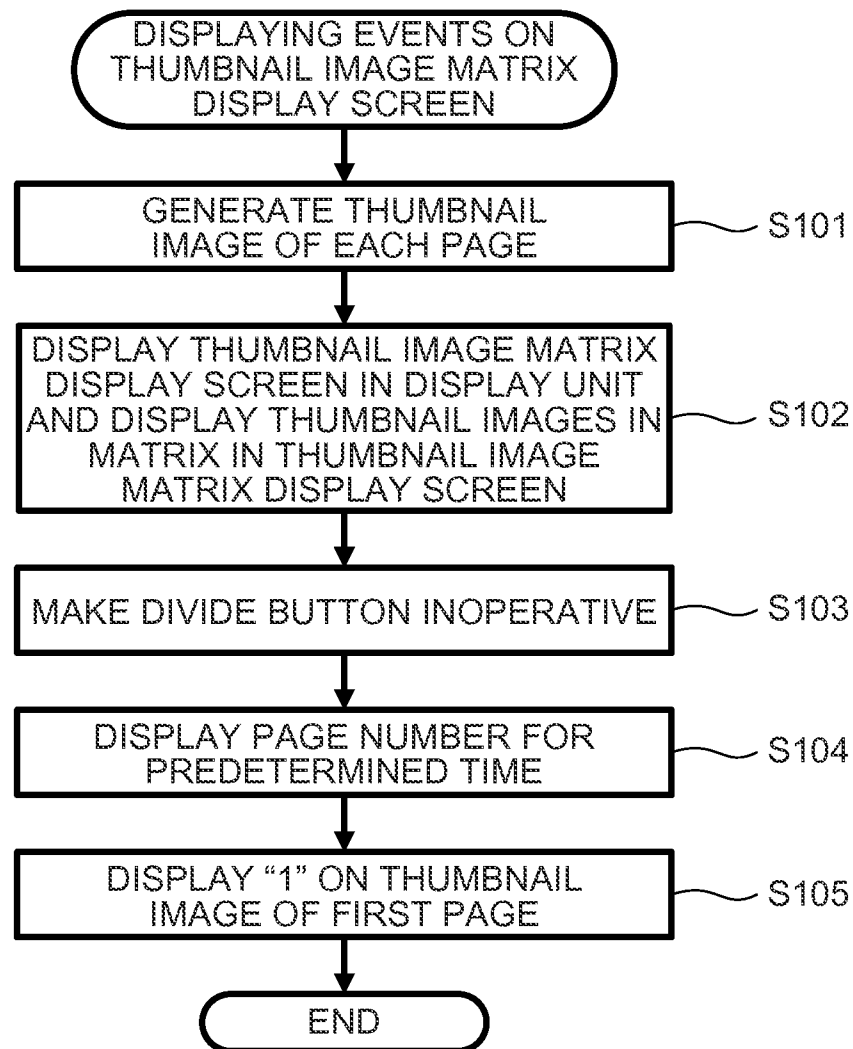 DISPLAYING EVENTS ON
THUMBNAIL IMAGE MATRIX
DISPLAY SCREEN
GENERATE THUMBNAIL
IMAGE OF EACH PAGE
S101
DISPLAY THUMBNAIL IMAGE MATRIX
DISPLAY SCREEN IN DISPLAY UNIT
AND DISPLAY THUMBNAIL IMAGES IN
MATRIX IN THUMBNAIL IMAGE
MATRIX DISPLAY SCREEN
S102
MAKE DIVIDE BUTTON INOPERATIVE
S103
DISPLAY PAGE NUMBER FOR
PREDETERMINED TIME
S104
DISPLAY “1” ON THUMBNAIL
IMAGE OF FIRST PAGE
S105
END